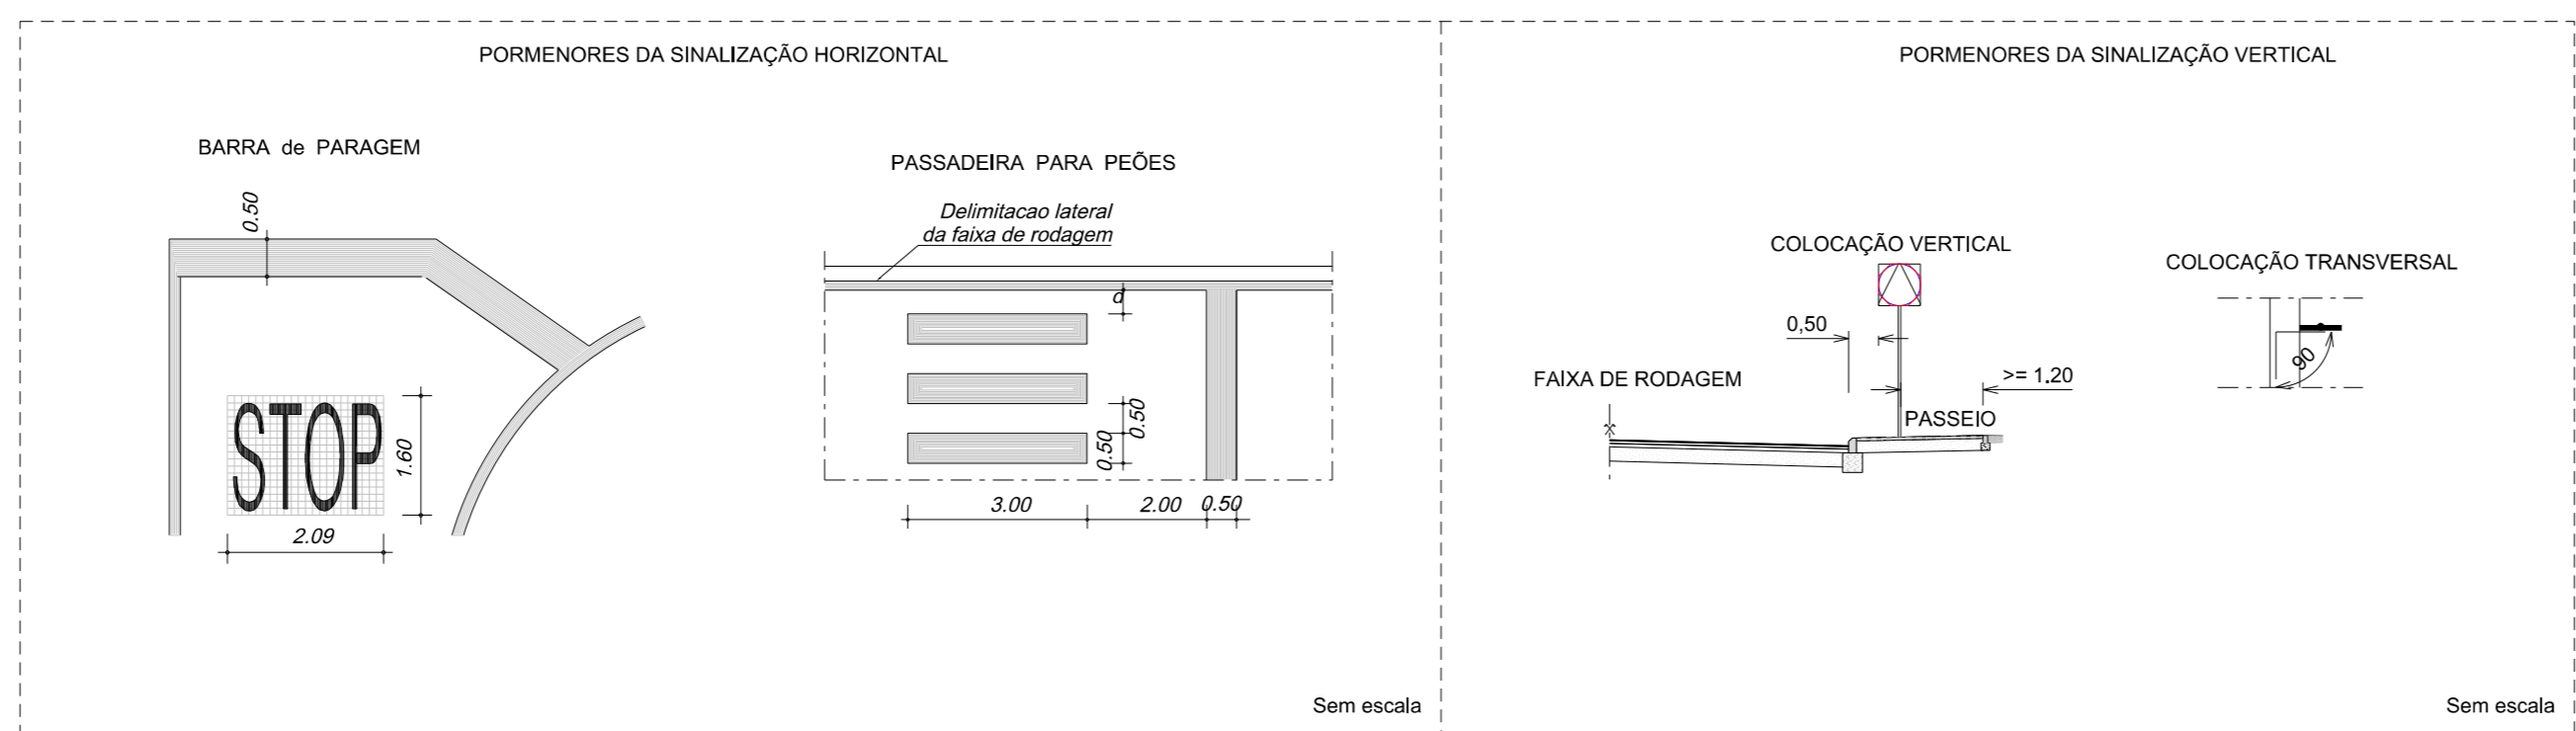 PORMENORES DA SINALIZAÇÃO HORIZONTAL
BARRA de PARAGEM
0.50
STOP
1.60
2.09
PASSADEIRA PARA PEÕES
Delimitacao lateral
da faixa de rodagem
d
0.50
0.50
3.00
2.00
0.50
Sem escala
PORMENORES DA SINALIZAÇÃO VERTICAL
COLOCAÇÃO VERTICAL
0,50
FAIXA DE RODAGEM
>= 1.20
PASSEIO
COLOCAÇÃO TRANSVERSAL
90
Sem escala